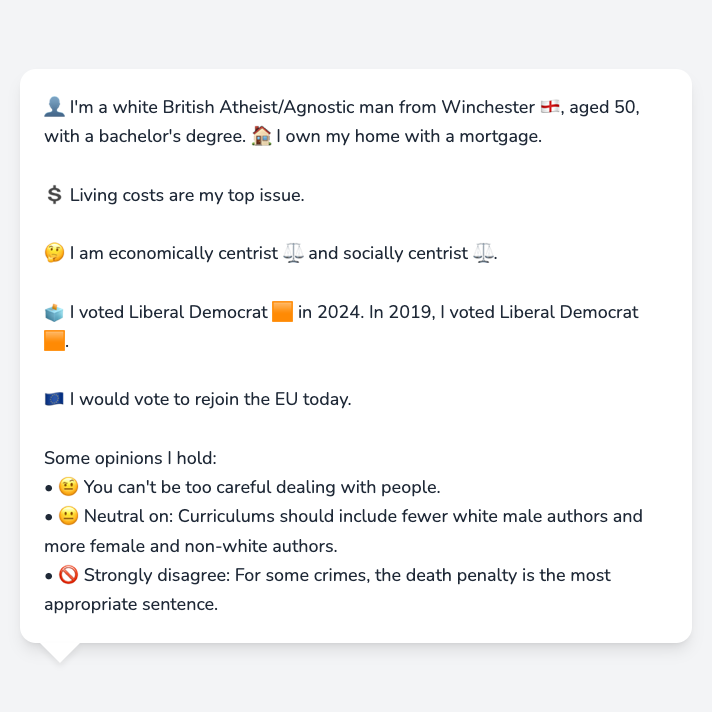 👤 I'm a white British Atheist/Agnostic man from Winchester 🏴󠁧󠁢󠁥󠁮󠁧󠁿, aged 50,
with a bachelor's degree. 🏠 I own my home with a mortgage.
💲 Living costs are my top issue.
🤔 I am economically centrist ⚖️ and socially centrist ⚖️.
🗳️ I voted Liberal Democrat 🟧 in 2024. In 2019, I voted Liberal Democrat
🟧.
🇪🇺 I would vote to rejoin the EU today.
Some opinions I hold:
• 🤨 You can't be too careful dealing with people.
• 😐 Neutral on: Curriculums should include fewer white male authors and
more female and non-white authors.
• 🚫 Strongly disagree: For some crimes, the death penalty is the most
appropriate sentence.